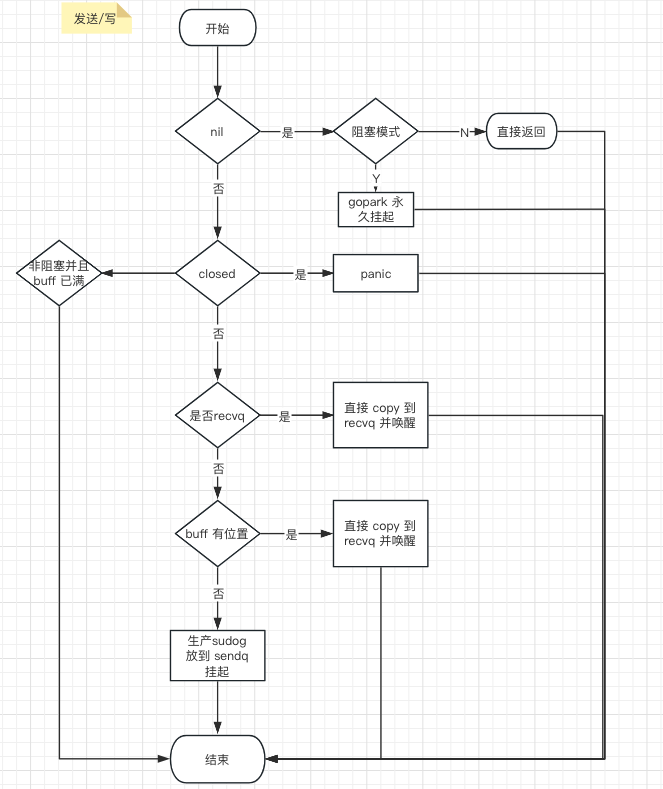 发送/写
开始
nil
是
阻塞模式
N
直接返回
否
Y
gopark 永
久挂起
非阻塞并且
buff 已满
closed
是
panic
否
是否recvq
是
直接 copy 到
recvq 并唤醒
否
buff 有位置
是
直接 copy 到
recvq 并唤醒
否
生产sudog
放到 sendq
挂起
结束